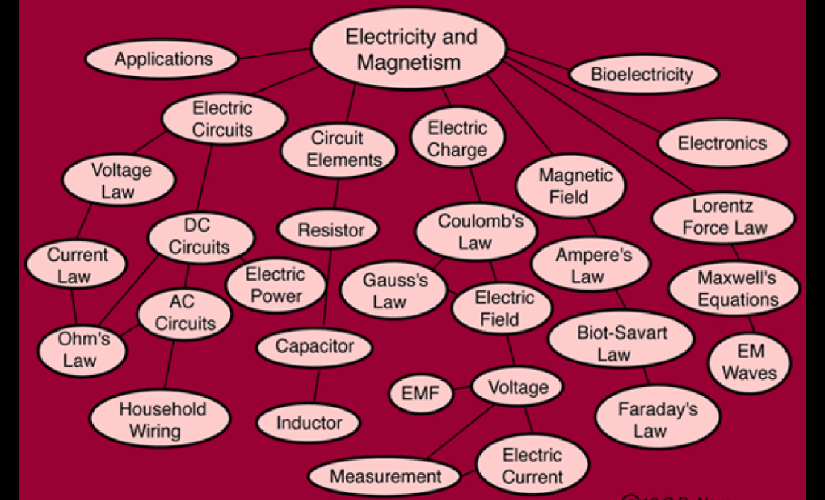 Electricity and
Magnetism
Applications
Bioelectricity
Electric
Circuits
Circuit
Elements
Electric
Charge
Electronics
Voltage
Law
Magnetic
Field
Lorentz
Force Law
DC
Circuits
Resistor
Coulomb's
Law
Current
Law
Electric
Power
Gauss's
Law
Ampere's
Law
Maxwell's
Equations
AC
Circuits
Electric
Field
Ohm's
Law
Capacitor
Biot-Savart
Law
EM
Waves
EMF
Voltage
Household
Wiring
Inductor
Faraday's
Law
Measurement
Electric
Current